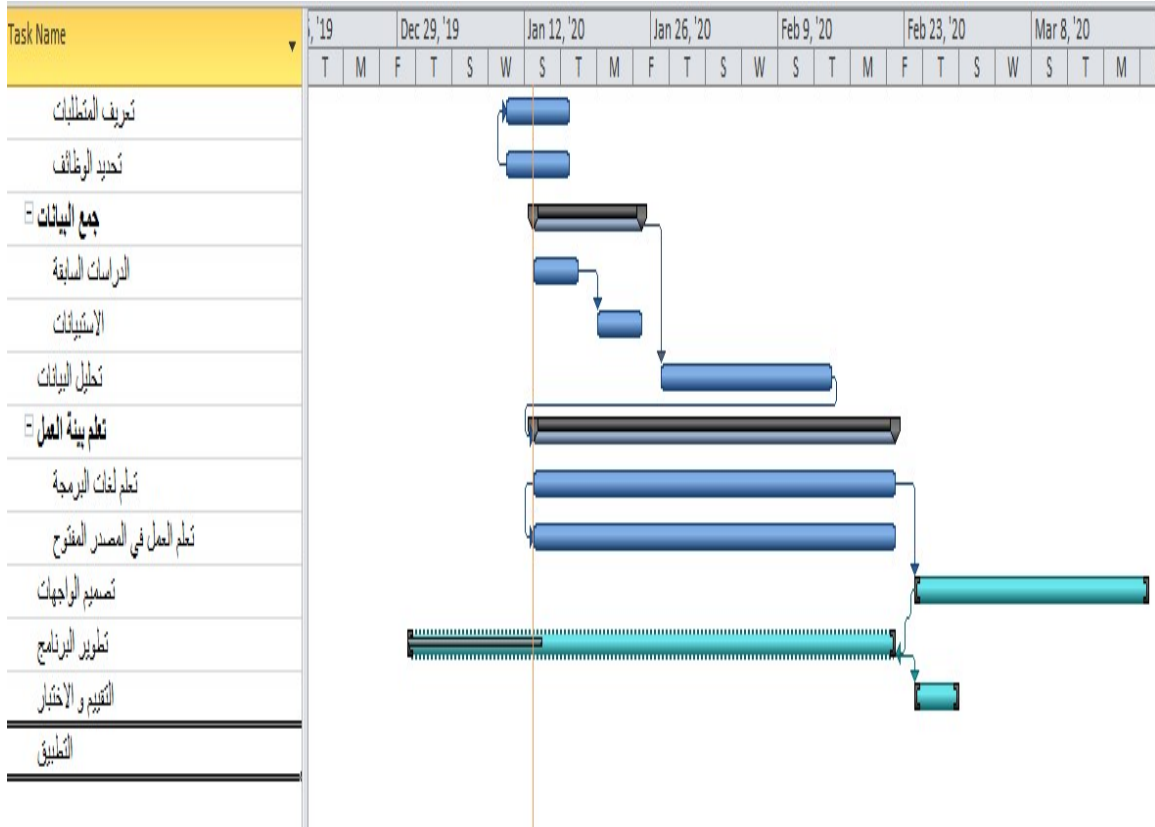 Task Name
, '19 Dec 29, '19 Jan 12, '20 Jan 26, '20 Feb 9, '20 Feb 23, '20 Mar 8, '20
T M F T S W S T M F T S W S T M F T S W S T M
تعريف المتطلبات
تحديد الوظائف
جمع البيانات
الدراسات السابقة
الاستبيانات
تحليل البيانات
تعلم بيئة العمل
تعلم لغات البرمجة
تعلم العمل في المصدر المفتوح
تصميم الواجهات
تطوير البرنامج
التقييم و الاختبار
التطبيق